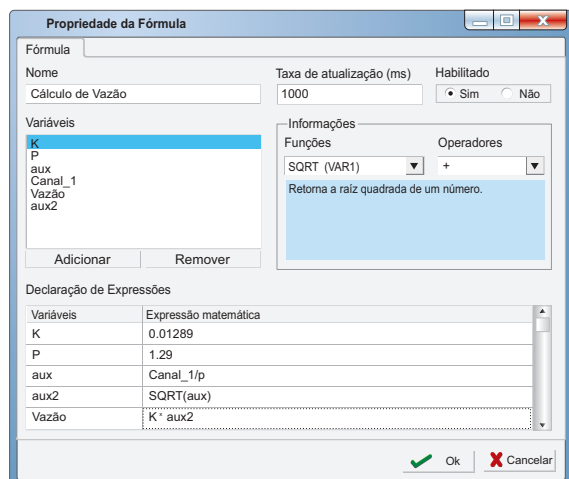 Propriedade da Fórmula
Fórmula
Nome
Taxa de atualização (ms)
Habilitado
Cálculo de Vazão
1000
Sim
Não
Variáveis
K
P
aux
Canal_1
Vazão
aux2
Adicionar
Remover
Informações
Funções
Operadores
SQRT (VAR1)
+
Retorna a raíz quadrada de um número.
Declaração de Expressões
Variáveis Expressão matemática
K 0.01289
P 1.29
aux Canal_1/p
aux2 SQRT(aux)
Vazão K * aux2
Ok
Cancelar